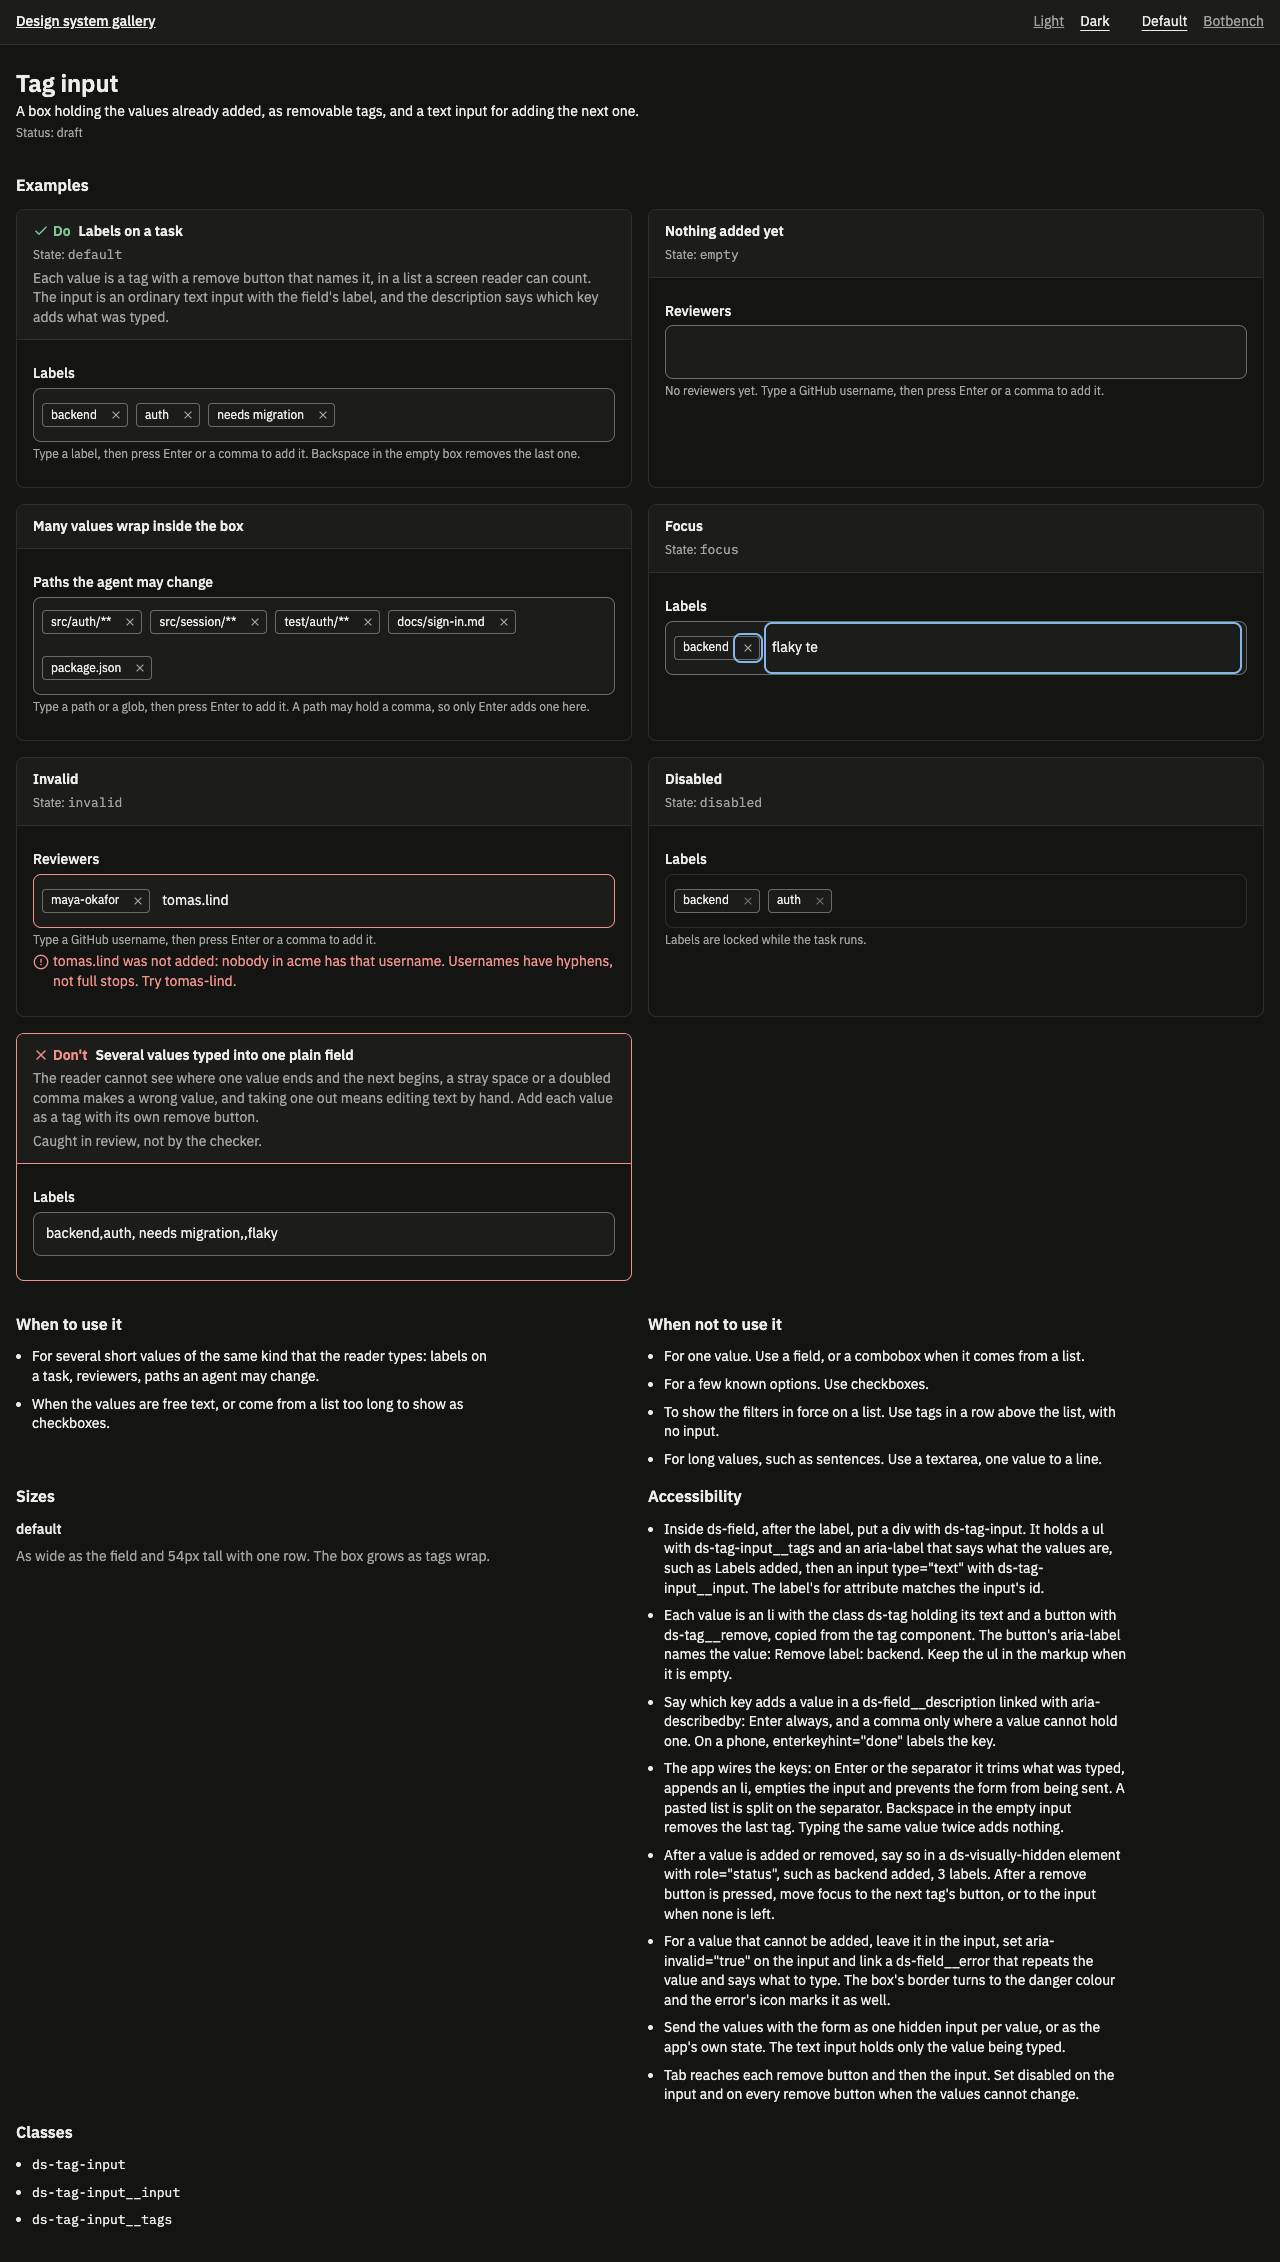 Design system gallery
Light Dark Default Botbench
Tag input
A box holding the values already added, as removable tags, and a text input for adding the next one.
Status: draft
Examples
Do Labels on a task
State: default
Each value is a tag with a remove button that names it, in a list a screen reader can count.
The input is an ordinary text input with the field's label, and the description says which key
adds what was typed.
Labels
backend × auth × needs migration ×
Type a label, then press Enter or a comma to add it. Backspace in the empty box removes the last one.
Nothing added yet
State: empty
Reviewers
No reviewers yet. Type a GitHub username, then press Enter or a comma to add it.
Many values wrap inside the box
Paths the agent may change
src/auth/** × src/session/** × test/auth/** × docs/sign-in.md ×
package.json ×
Type a path or a glob, then press Enter to add it. A path may hold a comma, so only Enter adds one here.
Focus
State: focus
Labels
backend × flaky te
Invalid
State: invalid
Reviewers
maya-okafor × tomas.lind
Type a GitHub username, then press Enter or a comma to add it.
tomas.lind was not added: nobody in acme has that username. Usernames have hyphens,
not full stops. Try tomas-lind.
Disabled
State: disabled
Labels
backend × auth ×
Labels are locked while the task runs.
Don't Several values typed into one plain field
The reader cannot see where one value ends and the next begins, a stray space or a doubled
comma makes a wrong value, and taking one out means editing text by hand. Add each value
as a tag with its own remove button.
Caught in review, not by the checker.
Labels
backend,auth, needs migration,,flaky
When to use it
• For several short values of the same kind that the reader types: labels on
a task, reviewers, paths an agent may change.
• When the values are free text, or come from a list too long to show as
checkboxes.
When not to use it
• For one value. Use a field, or a combobox when it comes from a list.
• For a few known options. Use checkboxes.
• To show the filters in force on a list. Use tags in a row above the list, with
no input.
• For long values, such as sentences. Use a textarea, one value to a line.
Sizes
default
As wide as the field and 54px tall with one row. The box grows as tags wrap.
Accessibility
• Inside ds-field, after the label, put a div with ds-tag-input. It holds a ul
with ds-tag-input__tags and an aria-label that says what the values are,
such as Labels added, then an input type="text" with ds-tag-
input__input. The label's for attribute matches the input's id.
• Each value is an li with the class ds-tag holding its text and a button with
ds-tag__remove, copied from the tag component. The button's aria-label
names the value: Remove label: backend. Keep the ul in the markup when
it is empty.
• Say which key adds a value in a ds-field__description linked with aria-
describedby: Enter always, and a comma only where a value cannot hold
one. On a phone, enterkeyhint="done" labels the key.
• The app wires the keys: on Enter or the separator it trims what was typed,
appends an li, empties the input and prevents the form from being sent. A
pasted list is split on the separator. Backspace in the empty input
removes the last tag. Typing the same value twice adds nothing.
• After a value is added or removed, say so in a ds-visually-hidden element
with role="status", such as backend added, 3 labels. After a remove
button is pressed, move focus to the next tag's button, or to the input
when none is left.
• For a value that cannot be added, leave it in the input, set aria-
invalid="true" on the input and link a ds-field__error that repeats the
value and says what to type. The box's border turns to the danger colour
and the error's icon marks it as well.
• Send the values with the form as one hidden input per value, or as the
app's own state. The text input holds only the value being typed.
• Tab reaches each remove button and then the input. Set disabled on the
input and on every remove button when the values cannot change.
Classes
• ds-tag-input
• ds-tag-input__input
• ds-tag-input__tags